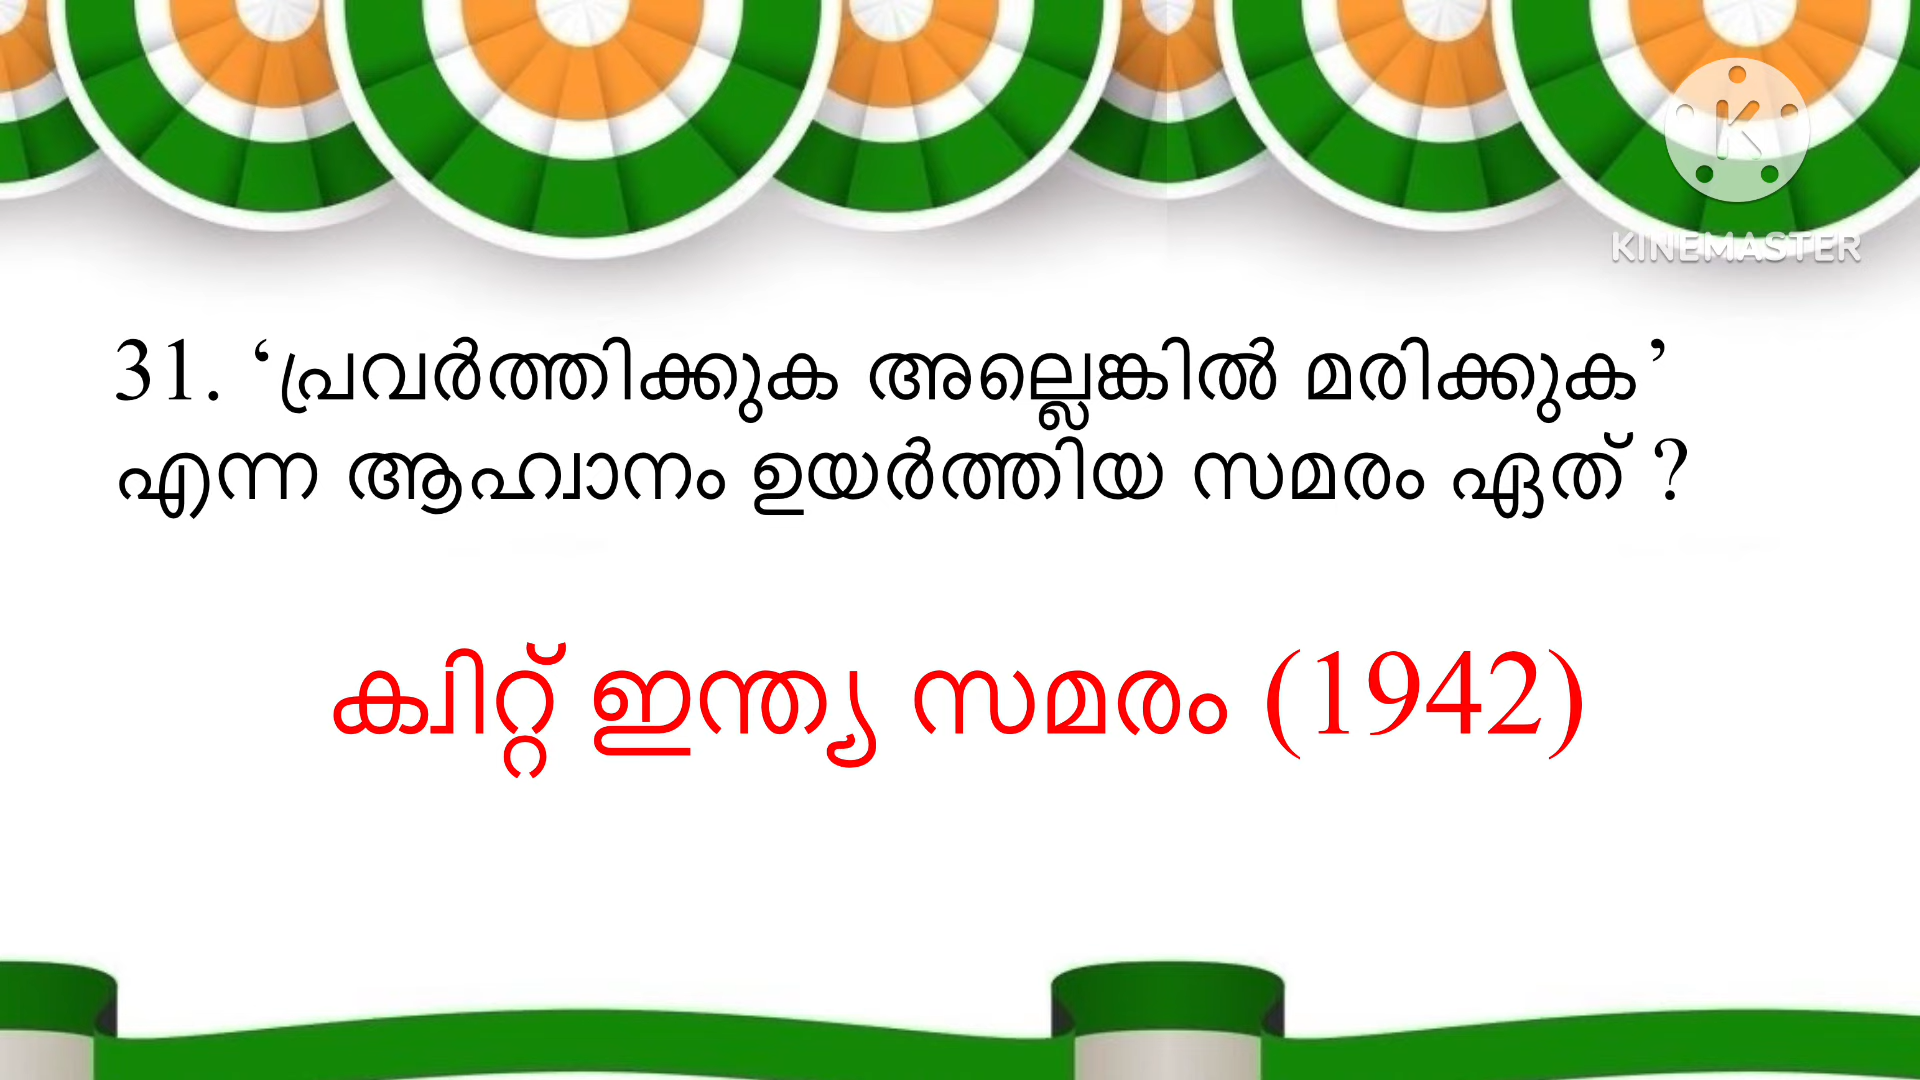 K
KINEMASTER
31. ‘പ്രവർത്തിക്കുക അല്ലെങ്കിൽ മരിക്കുക’
എന്ന ആഹ്വാനം ഉയർത്തിയ സമരം ഏത് ?
ക്വിറ്റ് ഇന്ത്യ സമരം (1942)